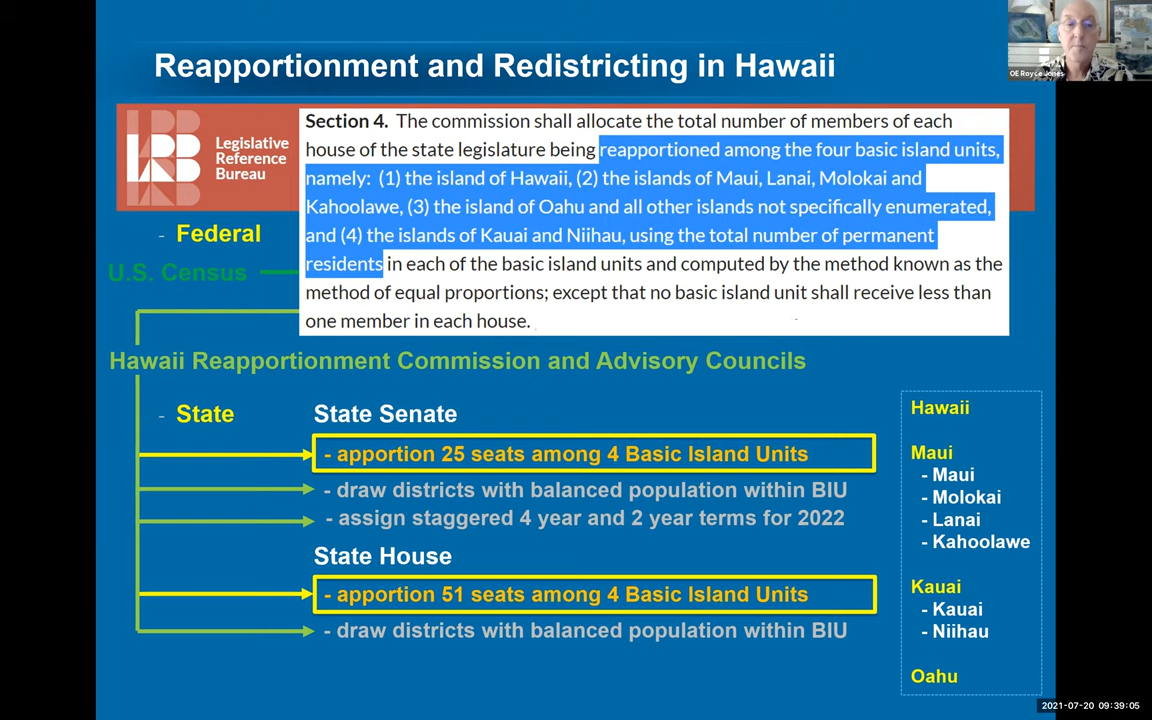 Reapportionment and Redistricting in Hawaii
OE Royce Jones
LRB
Legislative
Reference
Bureau
Section 4. The commission shall allocate the total number of members of each
house of the state legislature being reapportioned among the four basic island units,
namely: (1) the island of Hawaii, (2) the islands of Maui, Lanai, Molokai and
Kahoolawe, (3) the island of Oahu and all other islands not specifically enumerated,
and (4) the islands of Kauai and Niihau, using the total number of permanent
residents in each of the basic island units and computed by the method known as the
method of equal proportions; except that no basic island unit shall receive less than
one member in each house.
- Federal
U.S. Census
Hawaii Reapportionment Commission and Advisory Councils
- State
State Senate
- apportion 25 seats among 4 Basic Island Units
- draw districts with balanced population within BIU
- assign staggered 4 year and 2 year terms for 2022
State House
- apportion 51 seats among 4 Basic Island Units
- draw districts with balanced population within BIU
Hawaii
Maui
- Maui
- Molokai
- Lanai
- Kahoolawe
Kauai
- Kauai
- Niihau
Oahu
2021-07-20 09:39:05